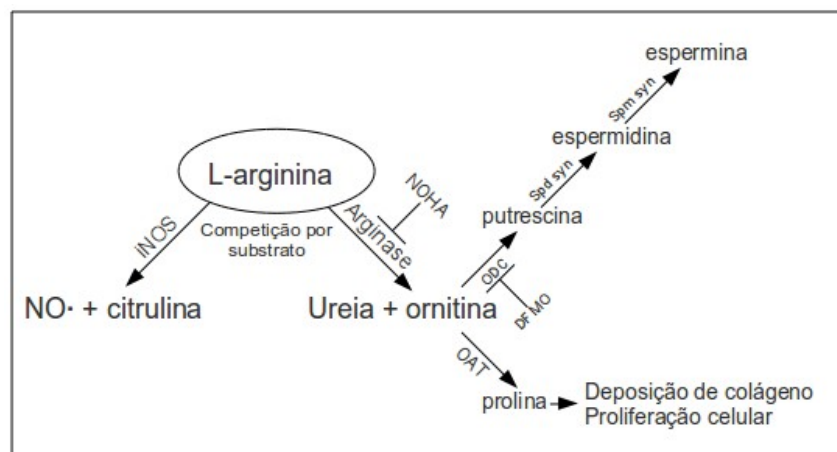 espermina
Spm syn
espermidina
Spd syn
putrescina
L-arginina
NOHA
iNOS
Competição por
substrato
Arginase
ODC
DFMO
NO· + citrulina
Ureia + ornitina
OAT
prolina
Deposição de colágeno
Proliferação celular